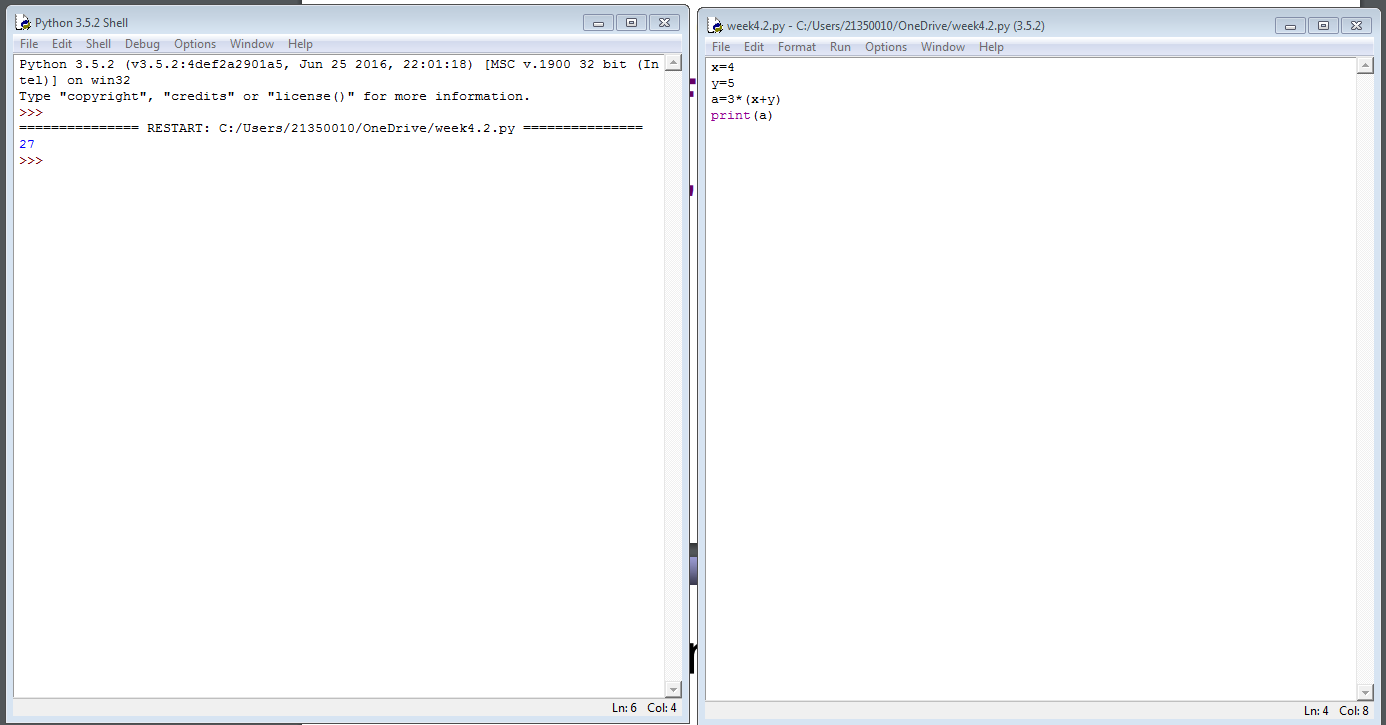 Python 3.5.2 Shell
File Edit Shell Debug Options Window Help
Python 3.5.2 (v3.5.2:4def2a2901a5, Jun 25 2016, 22:01:18) [MSC v.1900 32 bit (In
tel)] on win32
Type "copyright", "credits" or "license()" for more information.
>>>
=============== RESTART: C:/Users/21350010/OneDrive/week4.2.py ===============
27
>>>
Ln: 6 Col: 4
week4.2.py - C:/Users/21350010/OneDrive/week4.2.py (3.5.2)
File Edit Format Run Options Window Help
x=4
y=5
a=3*(x+y)
print(a)
Ln: 4 Col: 8